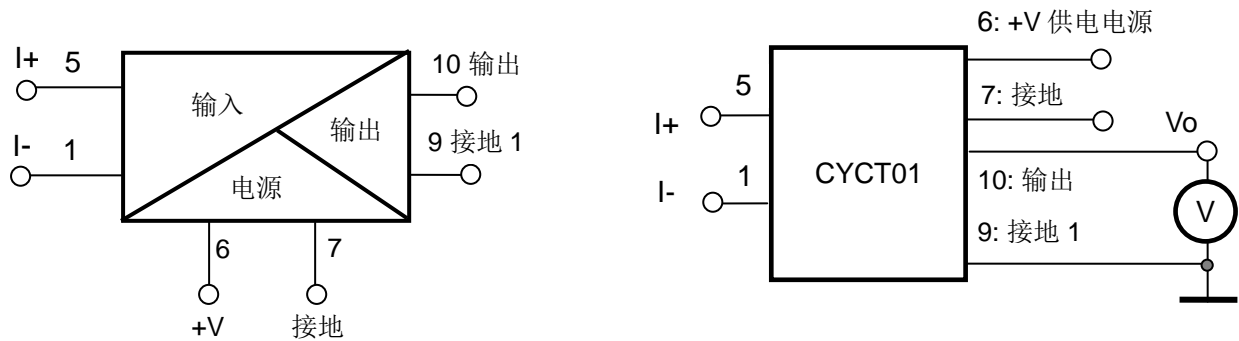 I+ 5
10 输出
输入
输出
I- 1
9 接地 1
电源
6
7
+V
接地
6: +V 供电电源
5
7: 接地
I+
Vo
1
CYCT01
I-
10: 输出
V
9: 接地 1